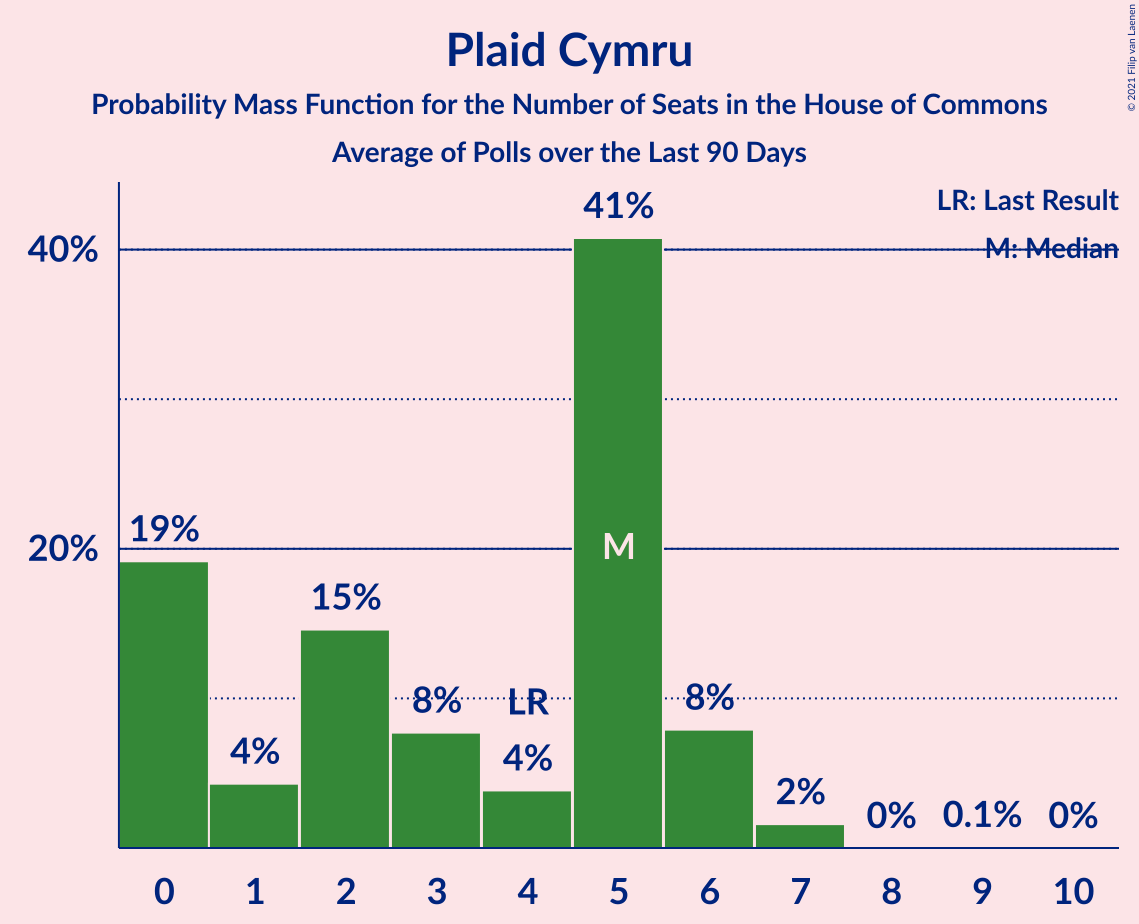 Plaid Cymru
Probability Mass Function for the Number of Seats in the House of Commons
Average of Polls over the Last 90 Days
© 2021 Filip van Laenen
LR: Last Result
M: Median
40%
20%
19%
4%
15%
8%
LR
4%
41%
M
8%
2%
0%
0.1%
0%
0 1 2 3 4 5 6 7 8 9 10